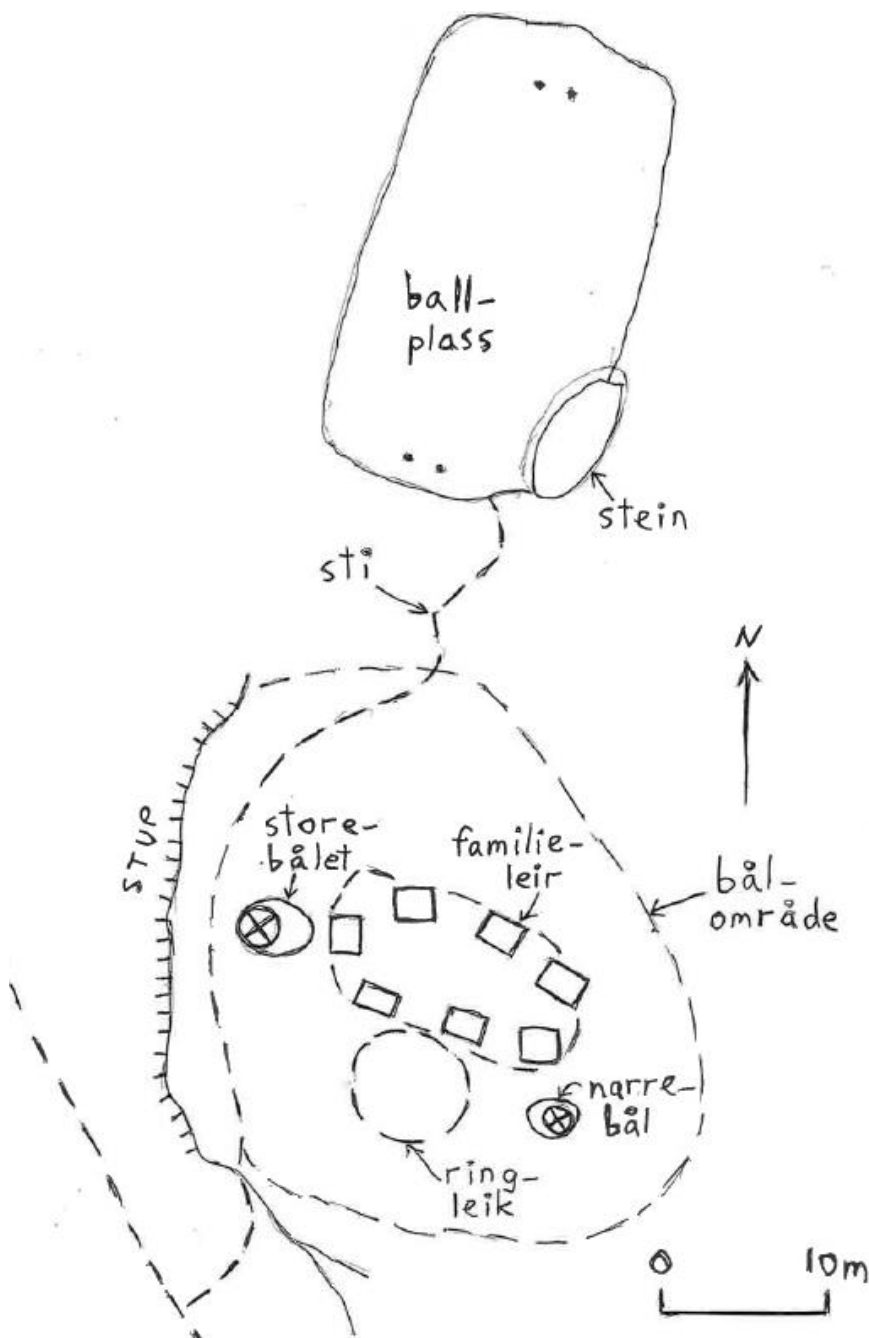 ball-
plass
stein
sti
N
STUP
store-
bålet
familie-
leir
bål-
område
narre-
bål
ring-
leik
0 10m